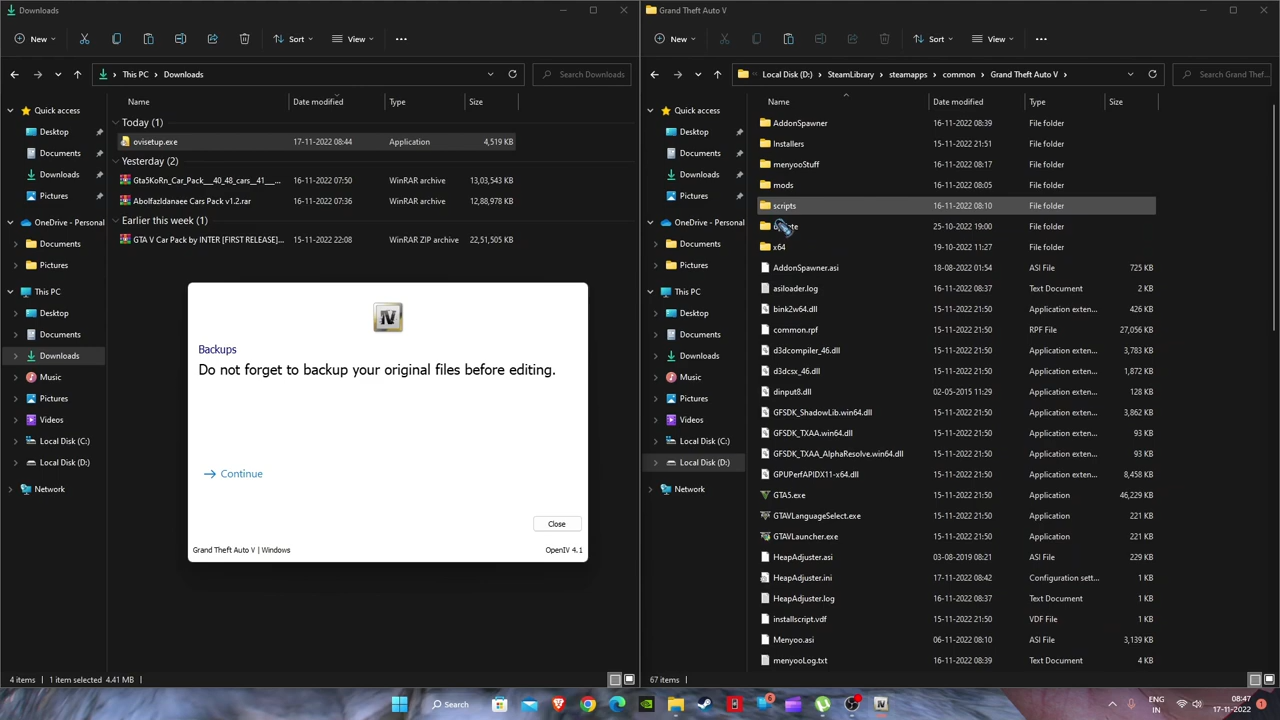 Downloads
New
Sort
View
This PC > Downloads
Search Downloads
Name
Date modified
Type
Size
Quick access
Desktop
Documents
Downloads
Pictures
OneDrive - Personal
Documents
Pictures
This PC
Desktop
Documents
Downloads
Music
Pictures
Videos
Local Disk (C:)
Local Disk (D:)
Network
Today (1)
ovisetup.exe 17-11-2022 08:44 Application 4,519 KB
Yesterday (2)
Gta5KoRn_Car_Pack__40_48_cars__41___... 16-11-2022 07:50 WinRAR archive 13,03,543 KB
Abolfazldanaee Cars Pack v1.2.rar 16-11-2022 07:36 WinRAR archive 12,88,978 KB
Earlier this week (1)
GTA V Car Pack by INTER [FIRST RELEASE]... 15-11-2022 22:08 WinRAR ZIP archive 22,51,505 KB
IV
Backups
Do not forget to backup your original files before editing.
Continue
Close
Grand Theft Auto V | Windows
OpenIV 4.1
4 items
1 item selected 4.41 MB
Grand Theft Auto V
New
Sort
View
Local Disk (D:) > SteamLibrary > steamapps > common > Grand Theft Auto V >
Search Grand Thef...
Name
Date modified
Type
Size
Quick access
Desktop
Documents
Downloads
Pictures
OneDrive - Personal
Documents
Pictures
This PC
Desktop
Documents
Downloads
Music
Pictures
Videos
Local Disk (C:)
Local Disk (D:)
Network
AddonSpawner 16-11-2022 08:39 File folder
Installers 15-11-2022 21:51 File folder
menyooStuff 16-11-2022 08:17 File folder
mods 16-11-2022 08:05 File folder
scripts 16-11-2022 08:10 File folder
25-10-2022 19:00 File folder
x64 19-10-2022 11:27 File folder
AddonSpawner.asi 18-08-2022 01:54 ASI File 725 KB
asiloader.log 16-11-2022 08:37 Text Document 2 KB
bink2w64.dll 15-11-2022 21:50 Application exten... 426 KB
common.rpf 15-11-2022 21:50 RPF File 27,056 KB
d3dcompiler_46.dll 15-11-2022 21:50 Application exten... 3,783 KB
d3dcsx_46.dll 15-11-2022 21:50 Application exten... 1,872 KB
dinput8.dll 02-05-2015 11:29 Application exten... 128 KB
GFSDK_ShadowLib.win64.dll 15-11-2022 21:50 Application exten... 3,862 KB
GFSDK_TXAA.win64.dll 15-11-2022 21:50 Application exten... 93 KB
GFSDK_TXAA_AlphaResolve.win64.dll 15-11-2022 21:50 Application exten... 93 KB
GPUPerfAPIDX11-x64.dll 15-11-2022 21:50 Application exten... 8,458 KB
GTA5.exe 15-11-2022 21:50 Application 46,229 KB
GTAVLanguageSelect.exe 15-11-2022 21:50 Application 221 KB
GTAVLauncher.exe 15-11-2022 21:50 Application 221 KB
HeapAdjuster.asi 03-08-2019 01:51 ASI File 357 KB
HeapAdjuster.ini 17-11-2022 08:42 Configuration sett... 1 KB
HeapAdjuster.log 16-11-2022 08:37 Text Document 1 KB
installscript.vdf 15-11-2022 21:50 VDF File 1 KB
Menyoo.asi 06-11-2022 08:10 ASI File 3,139 KB
menyooLog.txt 16-11-2022 08:39 Text Document 4 KB
67 items
Search
6
ENG
IN
08:47
17-11-2022
1